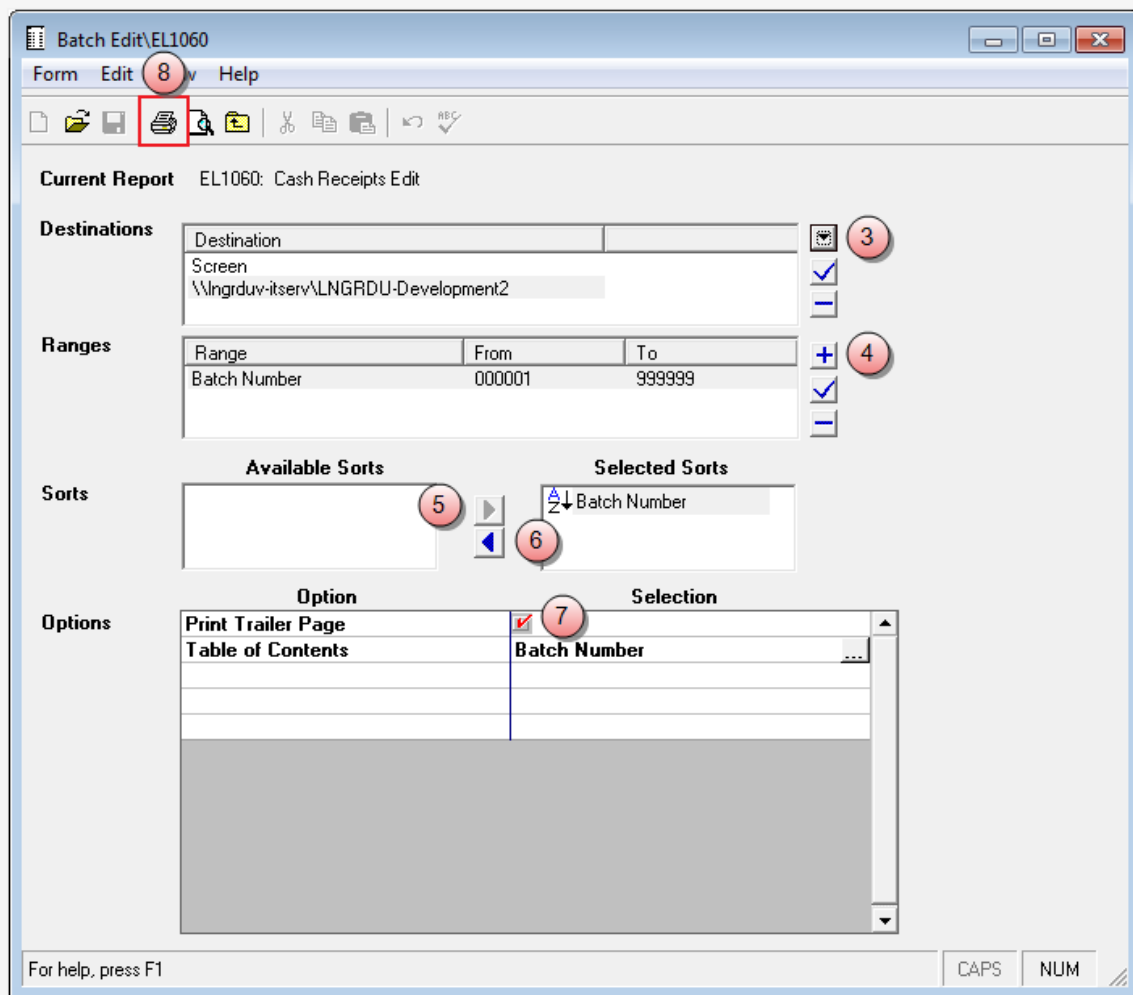 Batch Edit\EL1060
Form Edit 8 w Help
ABC
Current Report EL1060: Cash Receipts Edit
Destinations
Destination
3
Screen
\\lngrduv-itserv\LNGRDU-Development2
Ranges
Range From To
4
Batch Number 000001 999999
Available Sorts Selected Sorts
Sorts
5
AZ Batch Number
6
Option Selection
Options
Print Trailer Page 7
Table of Contents Batch Number ...
For help, press F1 CAPS NUM